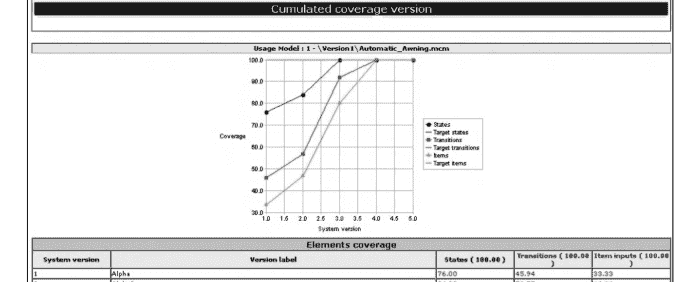 Cumulated coverage version
Usage Model : 1 - \Version1\Automatic_Awning.mcm
100.0
90.0
80.0
70.0
60.0
50.0
40.0
30.0
Coverage
1.0 1.5 2.0 2.5 3.0 3.5 4.0 4.5 5.0
System version
States
Target states
Transitions
Target transitions
Items
Target items
Elements coverage
System version Version label States ( 100.00 ) Transitions ( 100.00 ) Item inputs ( 100.00 )
1 Alpha 76.00 45.94 33.33